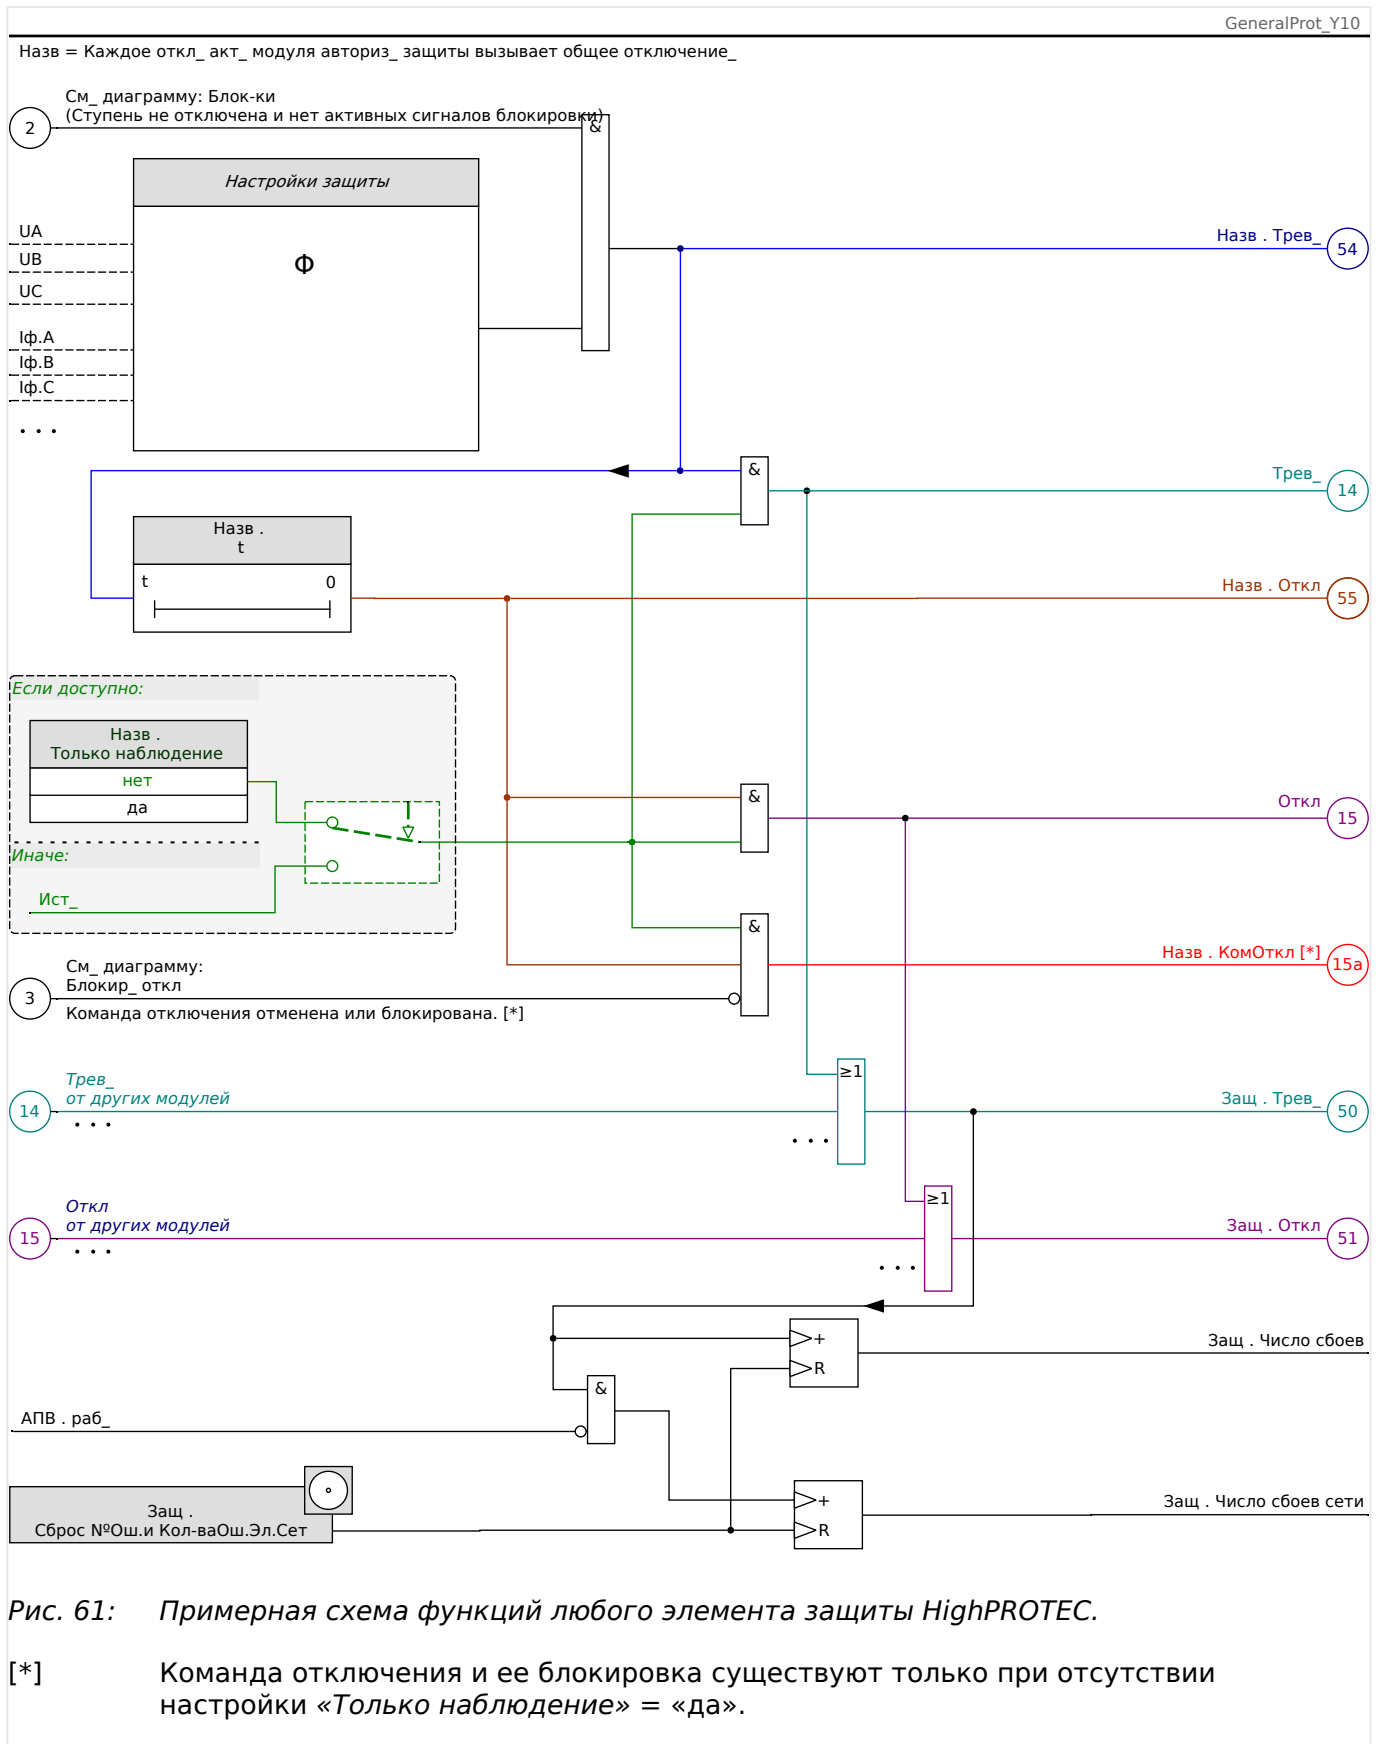 GeneralProt_Y10
Назв = Каждое откл_ акт_ модуля авториз_ защиты вызывает общее отключение_
См_ диаграмму: Блок-ки
(Ступень не отключена и нет активных сигналов блокировки)
2
&
Настройки защиты
Φ
UA
UB
UC
Iф.A
Iф.B
Iф.C
. . .
Назв . Трев_
54
&
Трев_
14
Назв .
t
t 0
Назв . Откл
55
Если доступно:
Назв .
Только наблюдение
нет
да
Иначе:
Ист_
&
Откл
15
&
Назв . КомОткл [*]
15a
См_ диаграмму:
Блокир_ откл
3
Команда отключения отменена или блокирована. [*]
≥1
Трев_
от других модулей
14
. . .
. . .
Защ . Трев_
50
≥1
Откл
от других модулей
15
. . .
. . .
Защ . Откл
51
+
R
Защ . Число сбоев
&
АПВ . раб_
Защ .
Сброс №Ош.и Кол-ваОш.Эл.Сет
+
R
Защ . Число сбоев сети
Рис. 61: Примерная схема функций любого элемента защиты HighPROTEC.
[*] Команда отключения и ее блокировка существуют только при отсутствии
настройки «Только наблюдение» = «да».